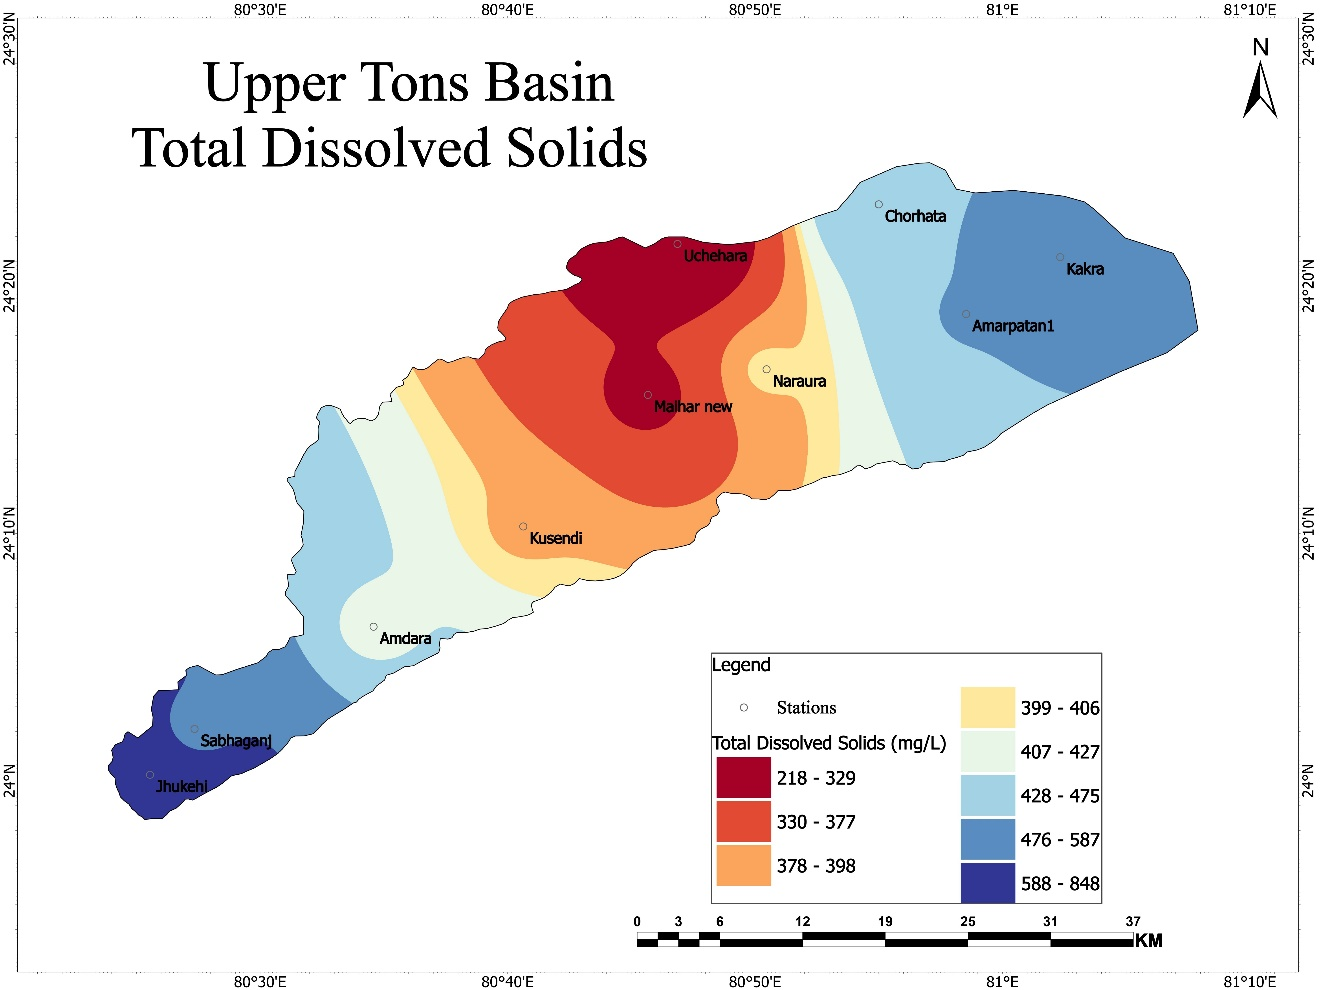 80°30'E 80°40'E 80°50'E 81°E 81°10'E
24°30'N 24°30'N
N
Upper Tons Basin
Total Dissolved Solids
Chorhata
Uchehara
Kakra
24°20'N 24°20'N
Amarpatan1
Naraura
Maihar new
24°10'N 24°10'N
Kusendi
Amdara
Sabhaganj
Jhukehi
24°N 24°N
Legend
Stations
Total Dissolved Solids (mg/L)
218 - 329
330 - 377
378 - 398
399 - 406
407 - 427
428 - 475
476 - 587
588 - 848
0 3 6 12 19 25 31 37
KM
80°30'E 80°40'E 80°50'E 81°E 81°10'E